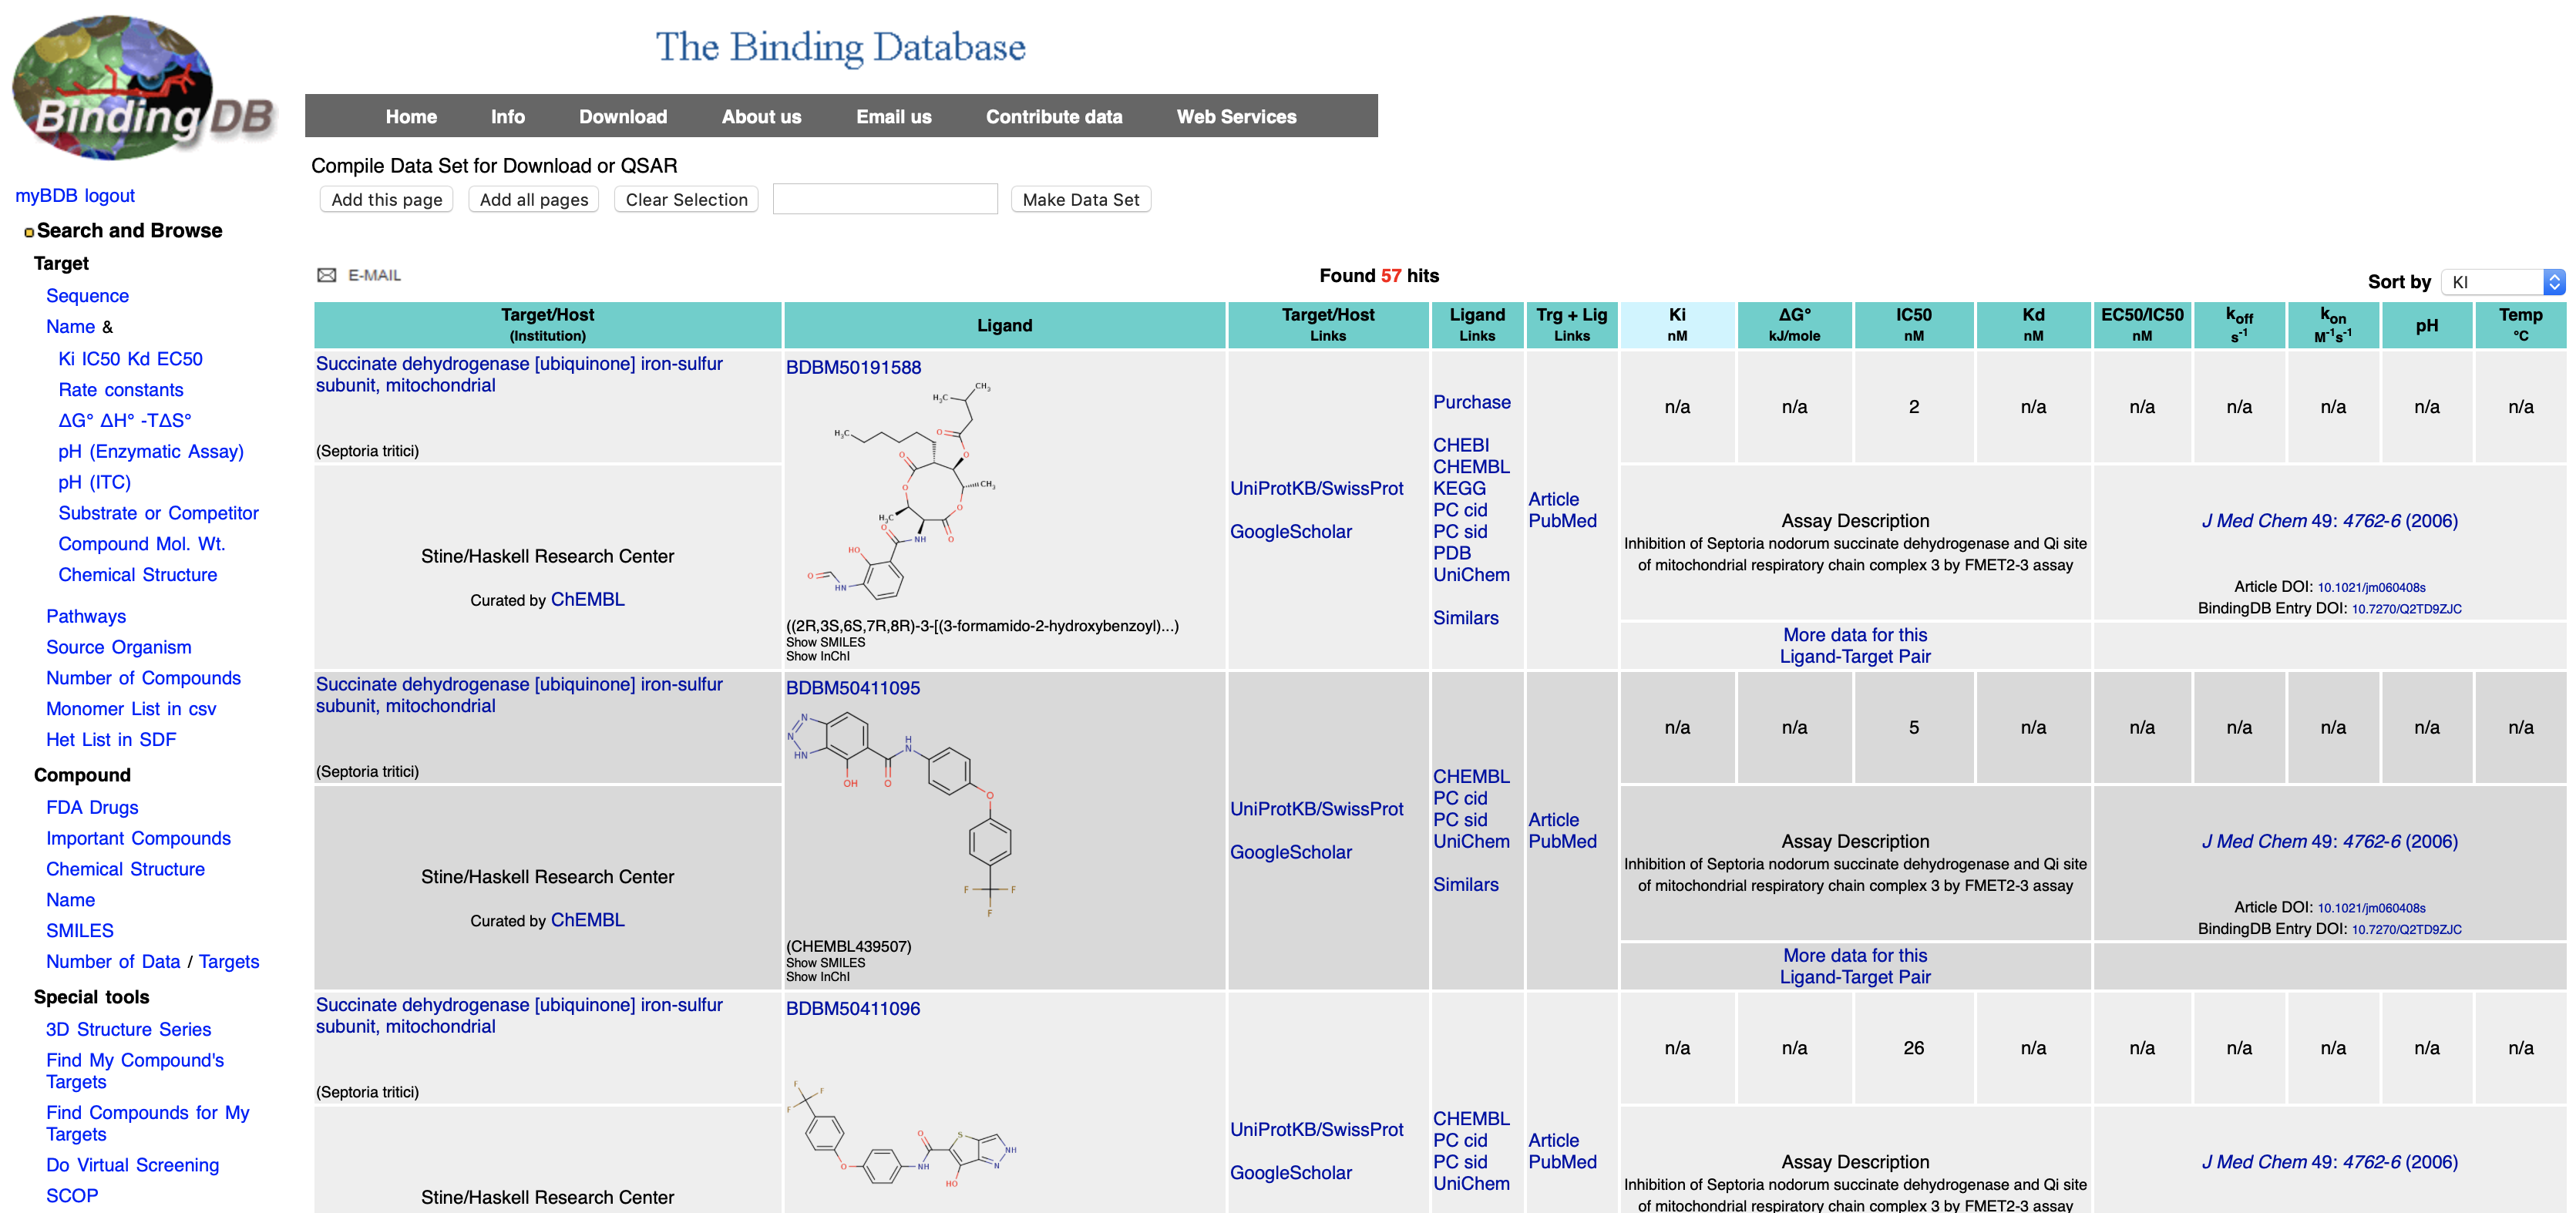 Binding DB
The Binding Database
Home Info Download About us Email us Contribute data Web Services
Compile Data Set for Download or QSAR
Add this page Add all pages Clear Selection Make Data Set
myBDB logout
Search and Browse
Target
Sequence
Name &
Ki IC50 Kd EC50
Rate constants
ΔG° ΔH° -TΔS°
pH (Enzymatic Assay)
pH (ITC)
Substrate or Competitor
Compound Mol. Wt.
Chemical Structure
Pathways
Source Organism
Number of Compounds
Monomer List in csv
Het List in SDF
Compound
FDA Drugs
Important Compounds
Chemical Structure
Name
SMILES
Number of Data / Targets
Special tools
3D Structure Series
Find My Compound's
Targets
Find Compounds for My
Targets
Do Virtual Screening
SCOP
E-MAIL
Found 57 hits
Sort by KI
Target/Host Ligand Target/Host Ligand Trg + Lig Ki ΔG° IC50 Kd EC50/IC50 koff kon pH Temp
(Institution) Links Links Links nM kJ/mole nM nM nM s-1 M-1s-1 °C
Succinate dehydrogenase [ubiquinone] iron-sulfur
subunit, mitochondrial
(Septoria tritici)
Stine/Haskell Research Center
Curated by ChEMBL
BDBM50191588
CH3
H3C
H3C
O
O
O
O
CH3
O
O
H3C
O
O
NH
HO
O
HN
((2R,3S,6S,7R,8R)-3-[(3-formamido-2-hydroxybenzoyl)...)
Show SMILES
Show InChI
UniProtKB/SwissProt
GoogleScholar
Purchase
CHEBI
CHEMBL
KEGG
PC cid
PC sid
PDB
UniChem
Similars
Article
PubMed
n/a n/a 2 n/a n/a n/a n/a n/a n/a
Assay Description
Inhibition of Septoria nodorum succinate dehydrogenase and Qi site
of mitochondrial respiratory chain complex 3 by FMET2-3 assay
More data for this
Ligand-Target Pair
J Med Chem 49: 4762-6 (2006)
Article DOI: 10.1021/jm060408s
BindingDB Entry DOI: 10.7270/Q2TD9ZJC
Succinate dehydrogenase [ubiquinone] iron-sulfur
subunit, mitochondrial
(Septoria tritici)
Stine/Haskell Research Center
Curated by ChEMBL
BDBM50411095
N
N
HN
OH
O
H
N
O
F F
F
(CHEMBL439507)
Show SMILES
Show InChI
UniProtKB/SwissProt
GoogleScholar
CHEMBL
PC cid
PC sid
UniChem
Similars
Article
PubMed
n/a n/a 5 n/a n/a n/a n/a n/a n/a
Assay Description
Inhibition of Septoria nodorum succinate dehydrogenase and Qi site
of mitochondrial respiratory chain complex 3 by FMET2-3 assay
More data for this
Ligand-Target Pair
J Med Chem 49: 4762-6 (2006)
Article DOI: 10.1021/jm060408s
BindingDB Entry DOI: 10.7270/Q2TD9ZJC
Succinate dehydrogenase [ubiquinone] iron-sulfur
subunit, mitochondrial
(Septoria tritici)
Stine/Haskell Research Center
BDBM50411096
F
F
F
O
O
NH
S
NH
N
HO
UniProtKB/SwissProt
GoogleScholar
CHEMBL
PC cid
PC sid
UniChem
Article
PubMed
n/a n/a 26 n/a n/a n/a n/a n/a n/a
Assay Description
Inhibition of Septoria nodorum succinate dehydrogenase and Qi site
of mitochondrial respiratory chain complex 3 by FMET2-3 assay
J Med Chem 49: 4762-6 (2006)